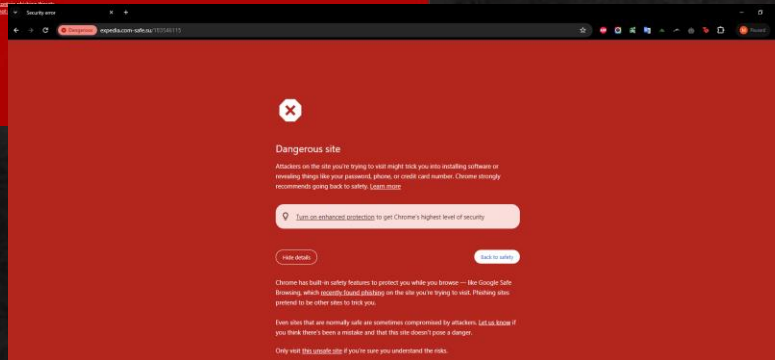 Security error
Dangerous expedia.com-safe.su/
Paused
Dangerous site
Attackers on the site you're trying to visit might trick you into installing software or
revealing things like your password, phone, or credit card number. Chrome strongly
recommends going back to safety. Learn more
Turn on enhanced protection to get Chrome's highest level of security
Hide details
Back to safety
Chrome has built-in safety features to protect you while you browse — like Google Safe
Browsing, which recently found phishing on the site you're trying to visit. Phishing sites
pretend to be other sites to trick you.
Even sites that are normally safe are sometimes compromised by attackers. Let us know if
you think there's been a mistake and that this site doesn't pose a danger.
Only visit this unsafe site if you're sure you understand the risks.